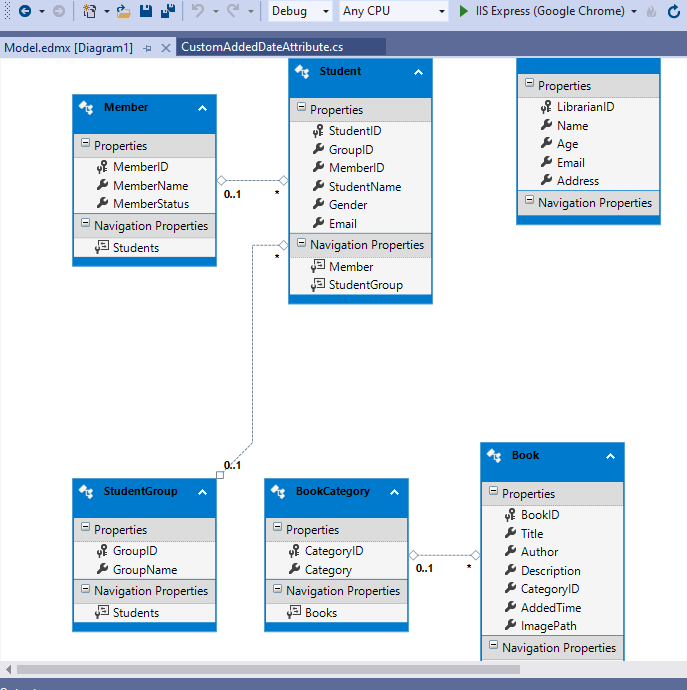 Debug
Any CPU
IIS Express (Google Chrome)
Model.edmx [Diagram1]
CustomAddedDateAttribute.cs
Member
Properties
MemberID
MemberName
MemberStatus
Navigation Properties
Students
0..1
*
Student
Properties
StudentID
GroupID
MemberID
StudentName
Gender
Email
Navigation Properties
Member
StudentGroup
*
0..1
Properties
LibrarianID
Name
Age
Email
Address
Navigation Properties
StudentGroup
Properties
GroupID
GroupName
Navigation Properties
Students
BookCategory
Properties
CategoryID
Category
Navigation Properties
Books
0..1
*
Book
Properties
BookID
Title
Author
Description
CategoryID
AddedTime
ImagePath
Navigation Properties